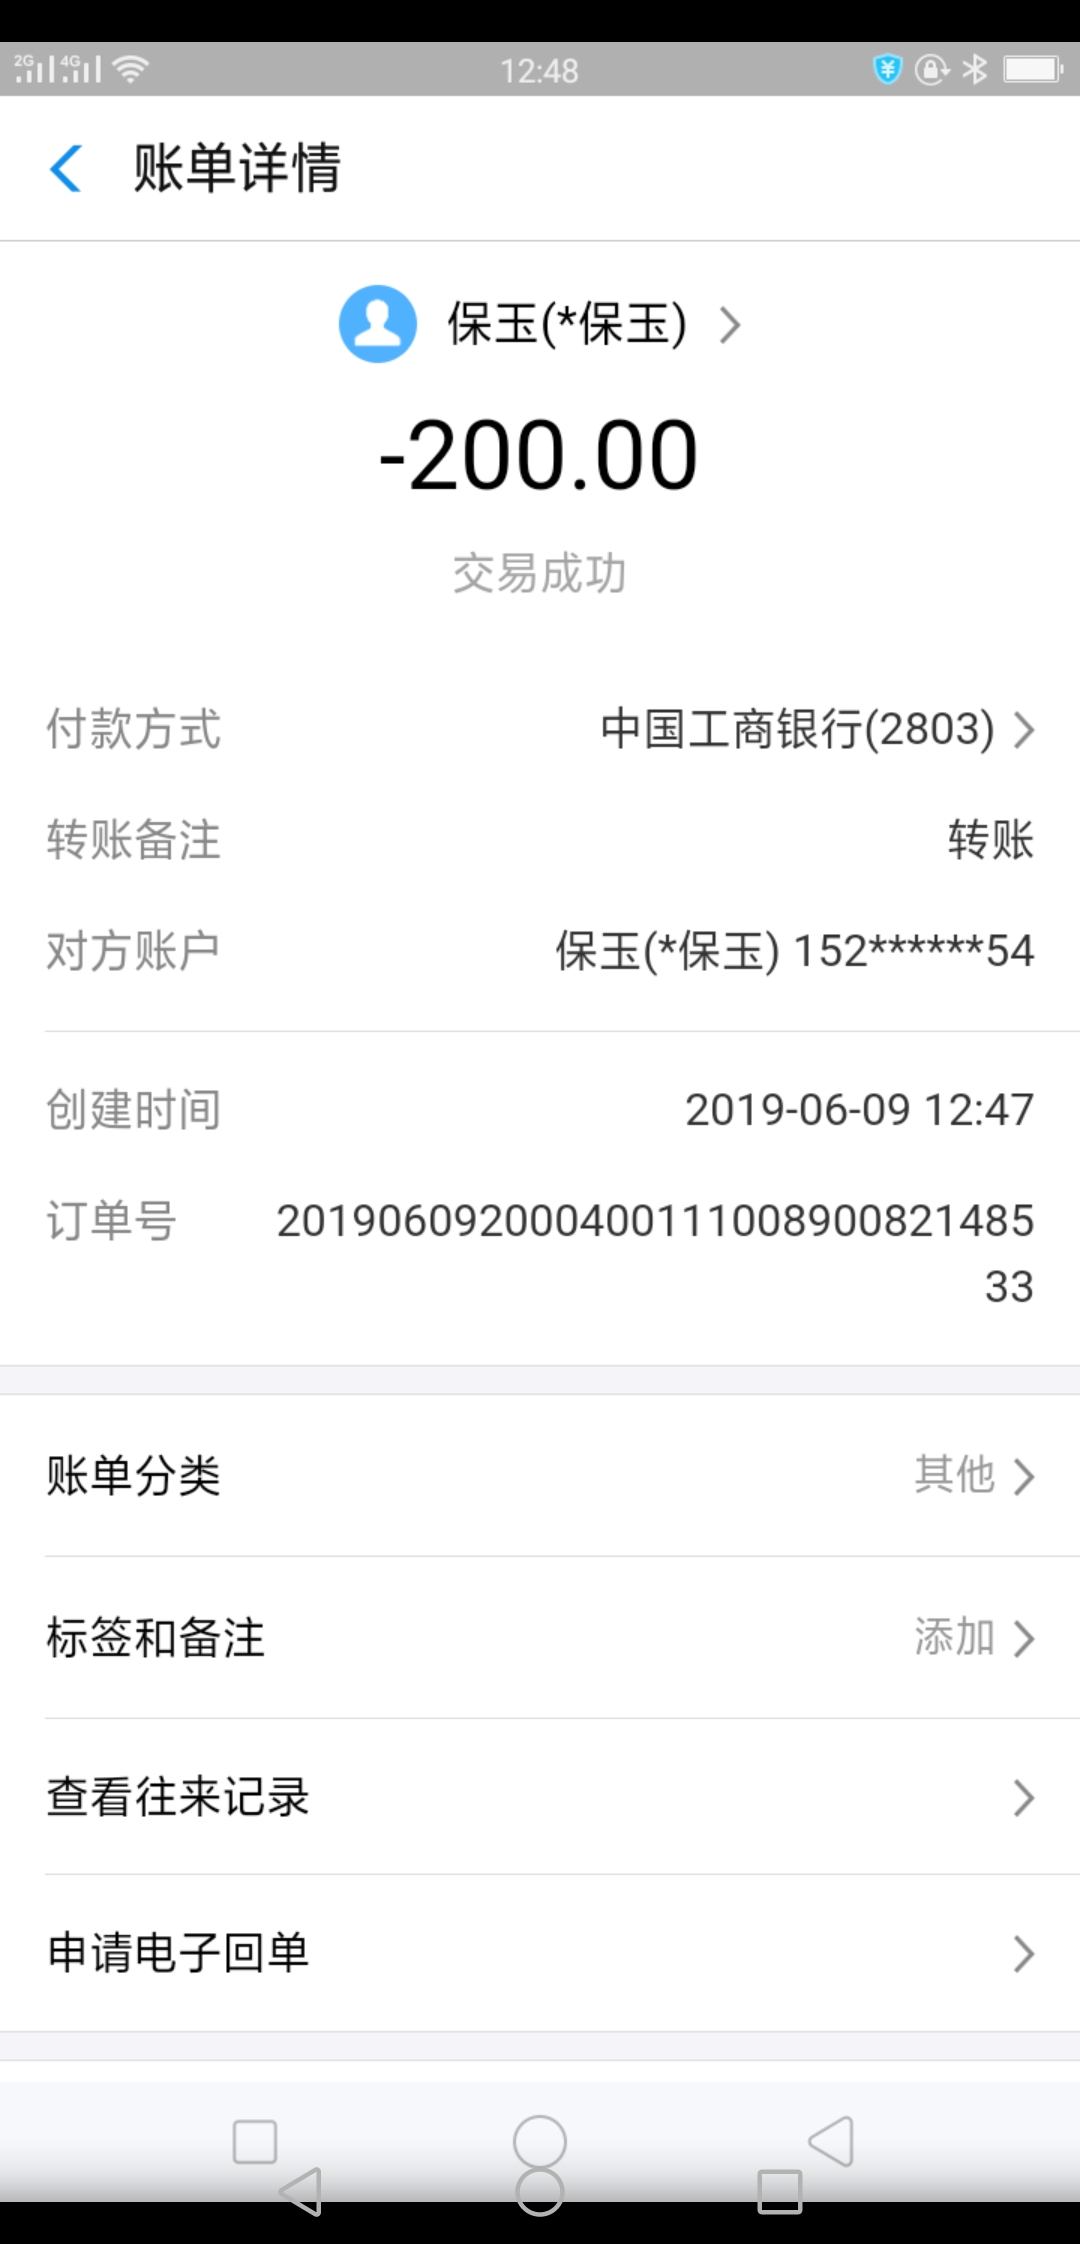 2G 4G 12:48
账单详情
保玉(*保玉)
-200.00
交易成功
付款方式 中国工商银行(2803)
转账备注 转账
对方账户 保玉(*保玉) 152******54
创建时间 2019-06-09 12:47
订单号 201906092000400111008900821485
33
账单分类 其他
标签和备注 添加
查看往来记录
申请电子回单